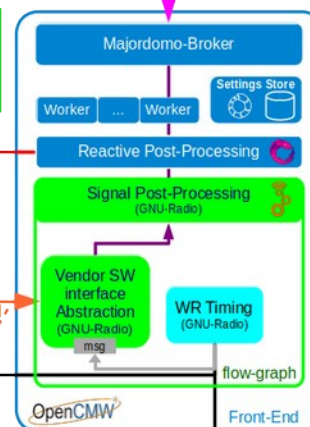 Majordomo-Broker
Settings Store
Worker ... Worker
Reactive Post-Processing
Signal Post-Processing
(GNU-Radio)
Vendor SW
interface
Abstraction
(GNU-Radio)
msg
WR Timing
(GNU-Radio)
flow-graph
OpenCMW
Front-End